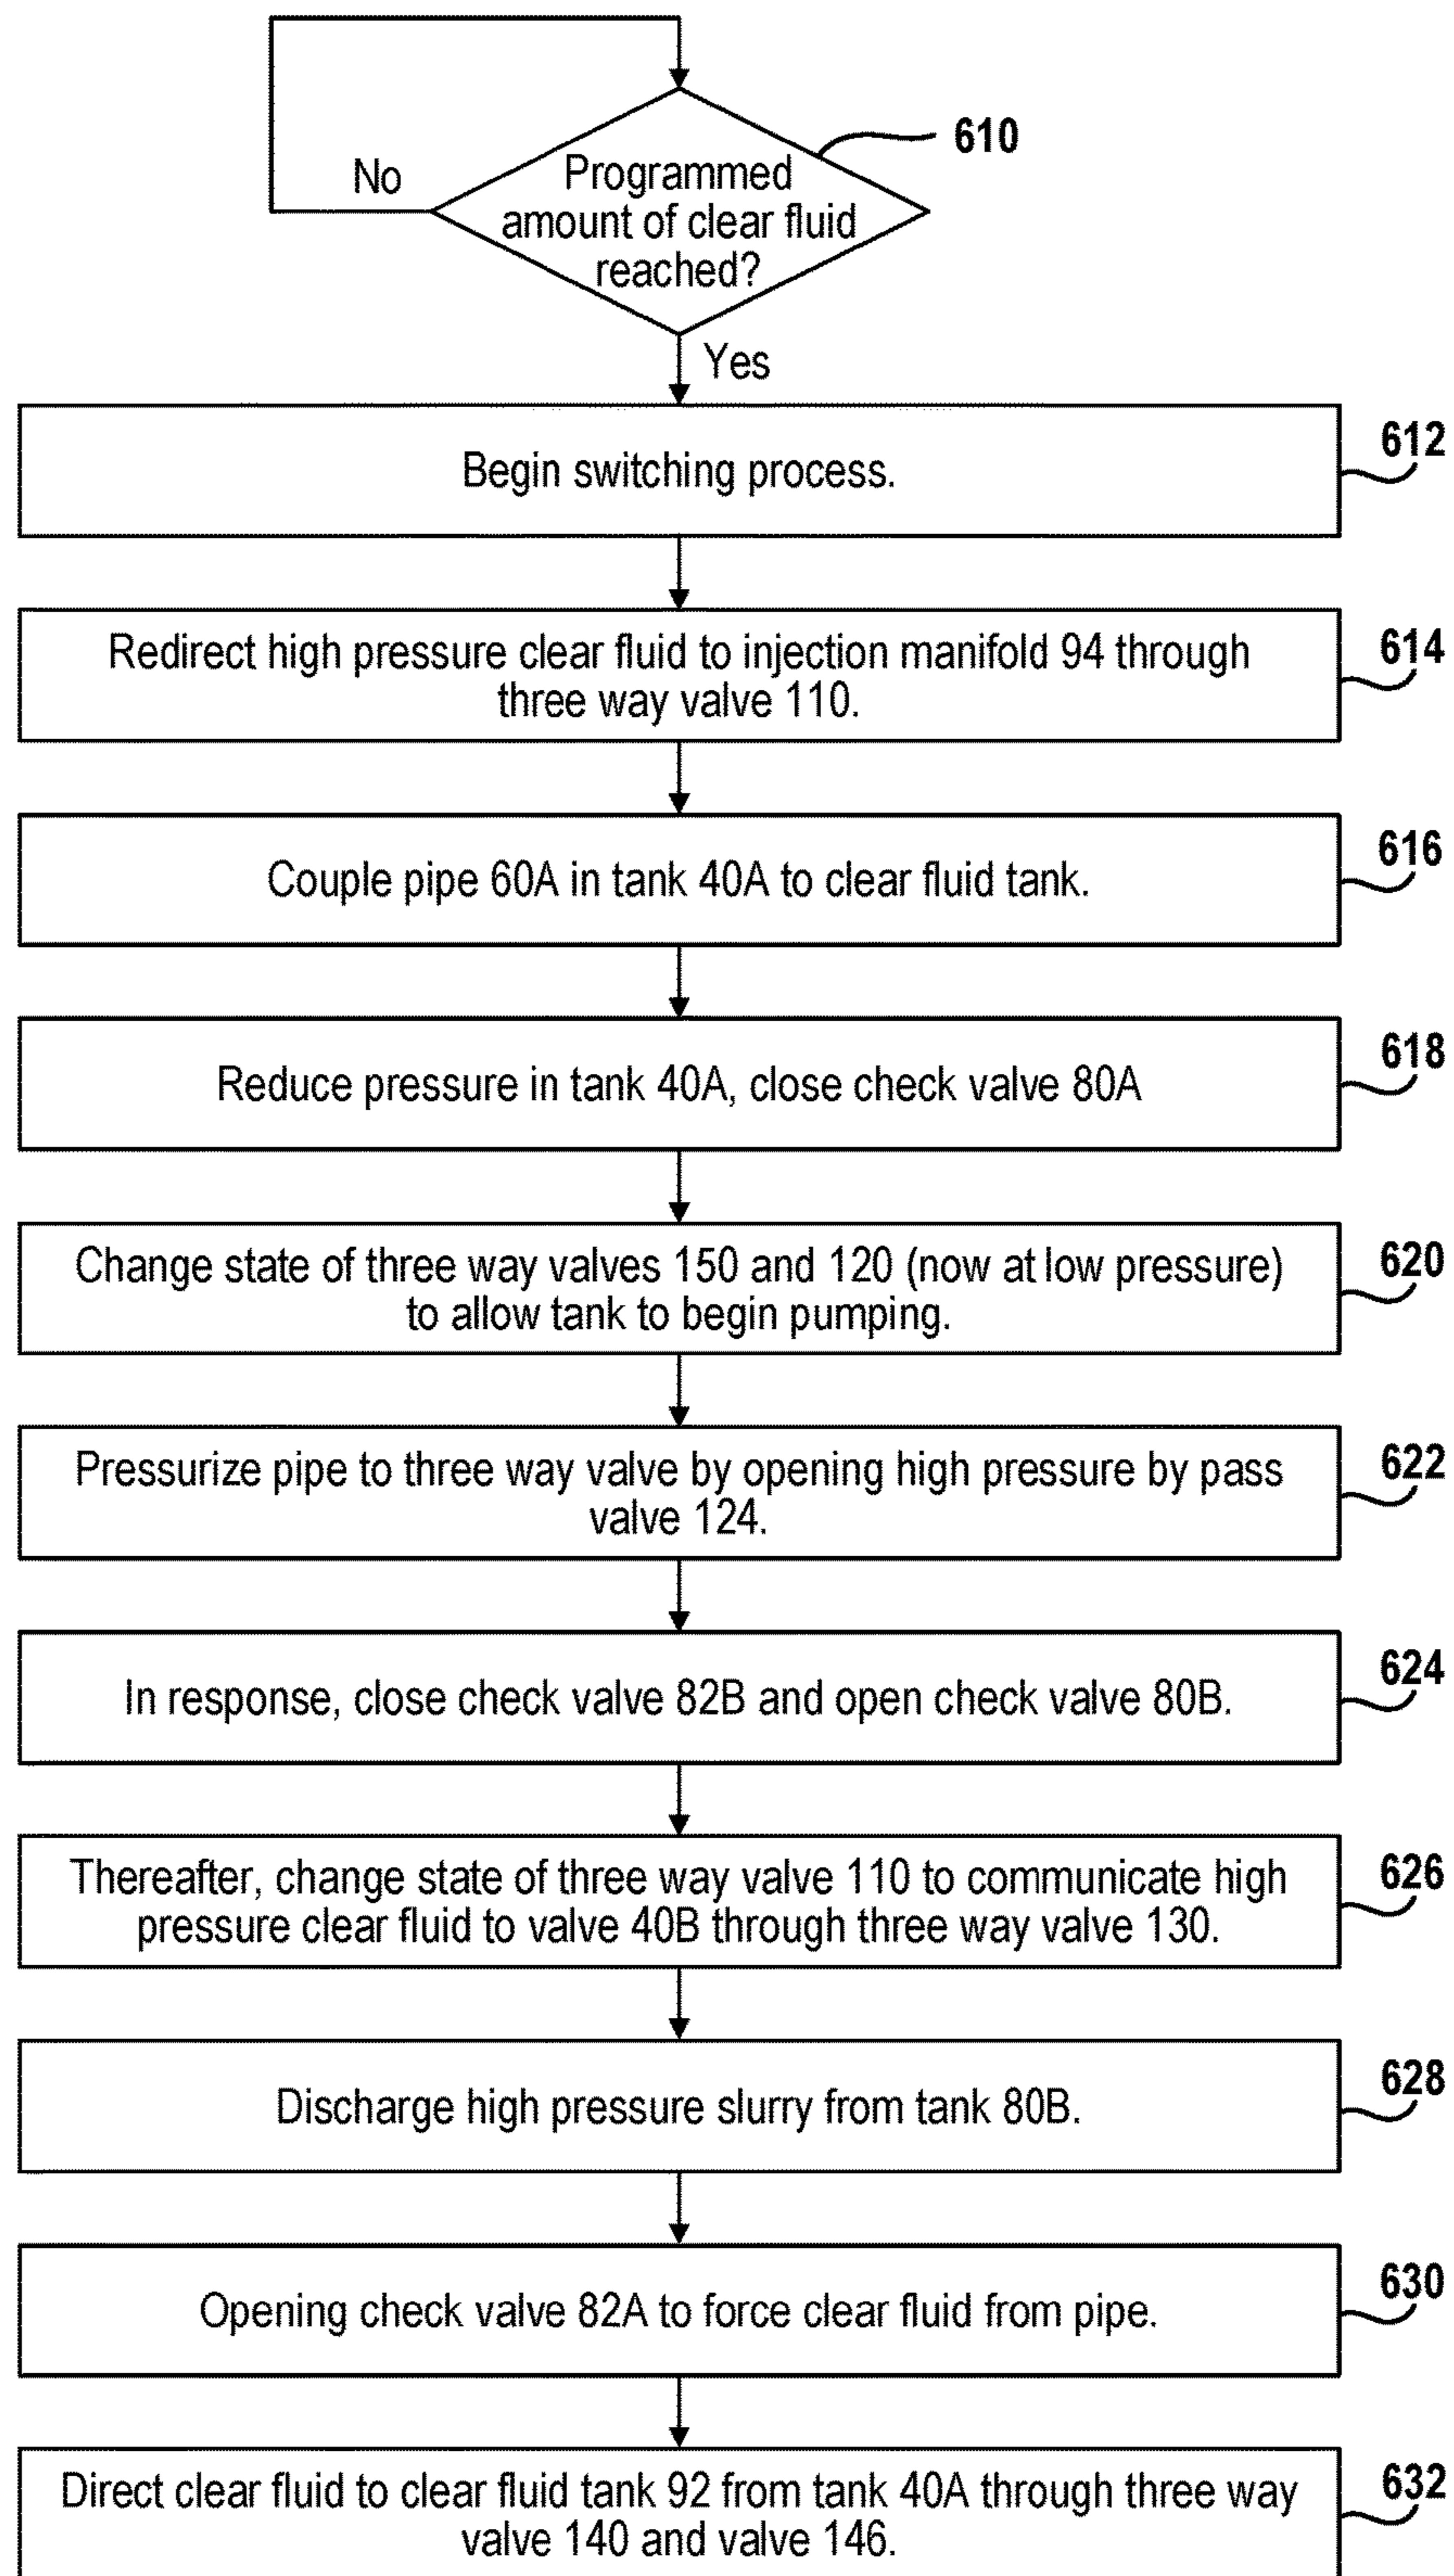 610
No
Programmed
amount of clear fluid
reached?
Yes
612
Begin switching process.
614
Redirect high pressure clear fluid to injection manifold 94 through
three way valve 110.
616
Couple pipe 60A in tank 40A to clear fluid tank.
618
Reduce pressure in tank 40A, close check valve 80A
620
Change state of three way valves 150 and 120 (now at low pressure)
to allow tank to begin pumping.
622
Pressurize pipe to three way valve by opening high pressure by pass
valve 124.
624
In response, close check valve 82B and open check valve 80B.
626
Thereafter, change state of three way valve 110 to communicate high
pressure clear fluid to valve 40B through three way valve 130.
628
Discharge high pressure slurry from tank 80B.
630
Opening check valve 82A to force clear fluid from pipe.
632
Direct clear fluid to clear fluid tank 92 from tank 40A through three way
valve 140 and valve 146.